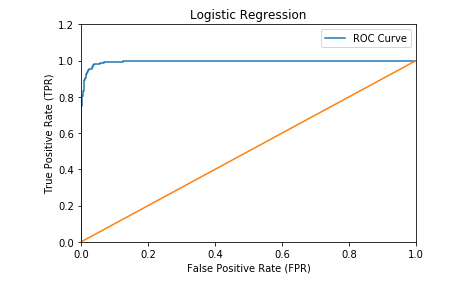 Logistic Regression
ROC Curve
True Positive Rate (TPR)
1.2
1.0
0.8
0.6
0.4
0.2
0.0
0.0 0.2 0.4 0.6 0.8 1.0
False Positive Rate (FPR)